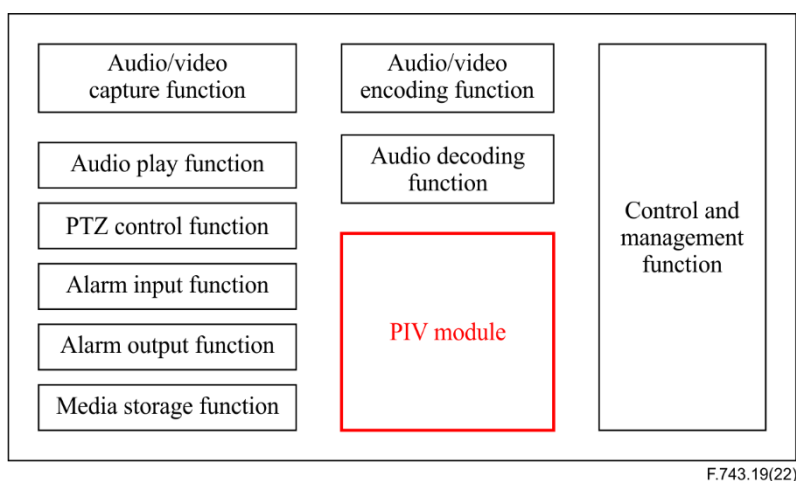 Audio/video
capture function
Audio play function
PTZ control function
Alarm input function
Alarm output function
Media storage function
Audio/video
encoding function
Audio decoding
function
PIV module
Control and
management
function
F.743.19(22)